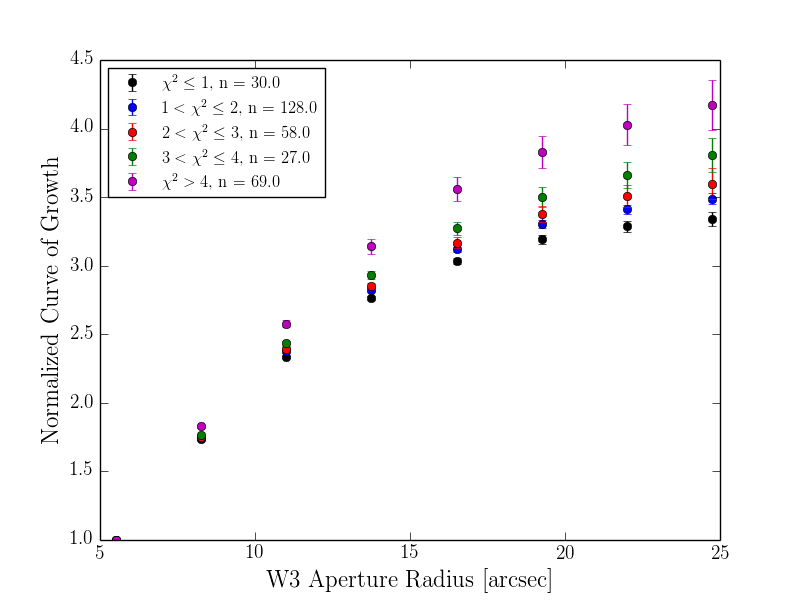 4.5
4.0
3.5
3.0
2.5
2.0
1.5
1.0
Normalized Curve of Growth
χ² ≤ 1, n = 30.0
1 < χ² ≤ 2, n = 128.0
2 < χ² ≤ 3, n = 58.0
3 < χ² ≤ 4, n = 27.0
χ² > 4, n = 69.0
5 10 15 20 25
W3 Aperture Radius [arcsec]